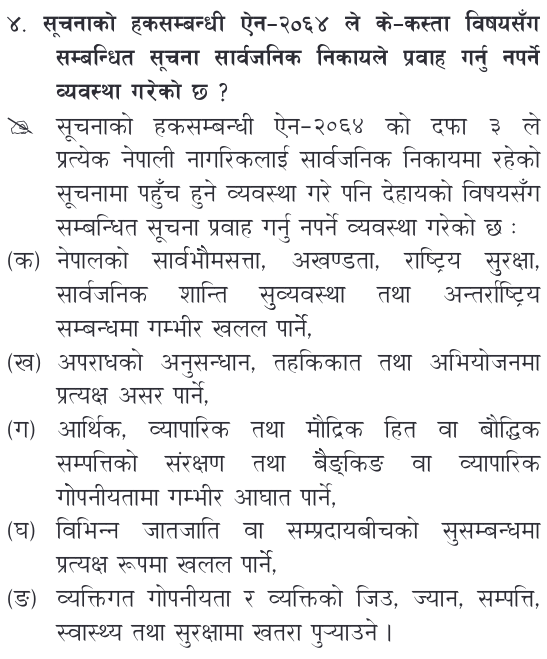 ४. सूचनाको हकसम्बन्धी ऐन-२०६४ ले के-कस्ता विषयसँग
सम्बन्धित सूचना सार्वजनिक निकायले प्रवाह गर्नु नपर्ने
व्यवस्था गरेको छ ?
सूचनाको हकसम्बन्धी ऐन-२०६४ को दफा ३ ले
प्रत्येक नेपाली नागरिकलाई सार्वजनिक निकायमा रहेको
सूचनामा पहुँच हुने व्यवस्था गरे पनि देहायको विषयसँग
सम्बन्धित सूचना प्रवाह गर्नु नपर्ने व्यवस्था गरेको छ :
(क) नेपालको सार्वभौमसत्ता, अखण्डता, राष्ट्रिय सुरक्षा,
सार्वजनिक शान्ति सुव्यवस्था तथा अन्तर्राष्ट्रिय
सम्बन्धमा गम्भीर खलल पार्ने,
(ख) अपराधको अनुसन्धान, तहकिकात तथा अभियोजनमा
प्रत्यक्ष असर पार्ने,
(ग) आर्थिक, व्यापारिक तथा मौद्रिक हित वा बौद्धिक
सम्पत्तिको संरक्षण तथा बैङ्किङ वा व्यापारिक
गोपनीयतामा गम्भीर आघात पार्ने,
(घ) विभिन्न जातजाति वा सम्प्रदायबीचको सुसम्बन्धमा
प्रत्यक्ष रूपमा खलल पार्ने,
(ङ) व्यक्तिगत गोपनीयता र व्यक्तिको जिउ, ज्यान, सम्पत्ति,
स्वास्थ्य तथा सुरक्षामा खतरा पुऱ्याउने ।